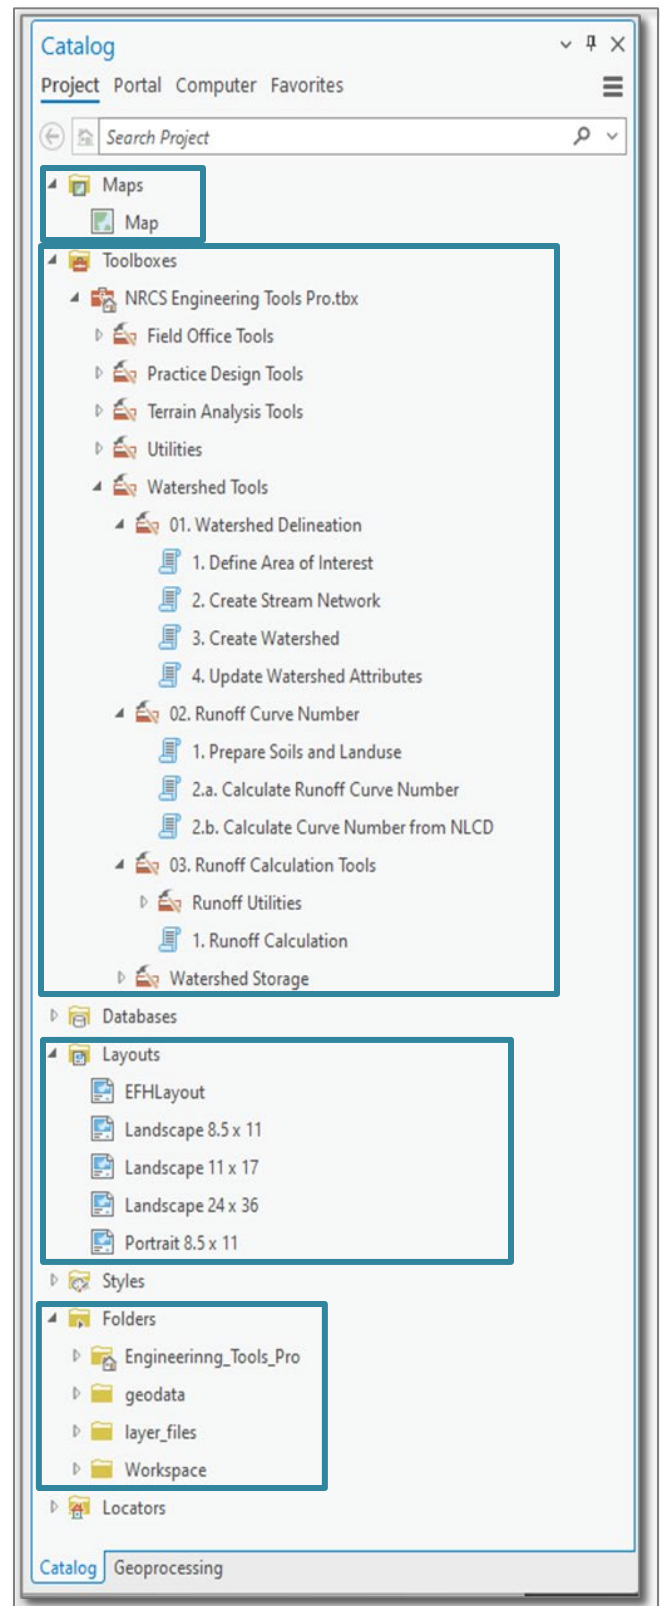 Catalog
Project Portal Computer Favorites
Search Project
Maps
Map
Toolboxes
NRCS Engineering Tools Pro.tbx
Field Office Tools
Practice Design Tools
Terrain Analysis Tools
Utilities
Watershed Tools
01. Watershed Delineation
1. Define Area of Interest
2. Create Stream Network
3. Create Watershed
4. Update Watershed Attributes
02. Runoff Curve Number
1. Prepare Soils and Landuse
2.a. Calculate Runoff Curve Number
2.b. Calculate Curve Number from NLCD
03. Runoff Calculation Tools
Runoff Utilities
1. Runoff Calculation
Watershed Storage
Databases
Layouts
EFHLayout
Landscape 8.5 x 11
Landscape 11 x 17
Landscape 24 x 36
Portrait 8.5 x 11
Styles
Folders
Engineerinng_Tools_Pro
geodata
layer_files
Workspace
Locators
Catalog Geoprocessing